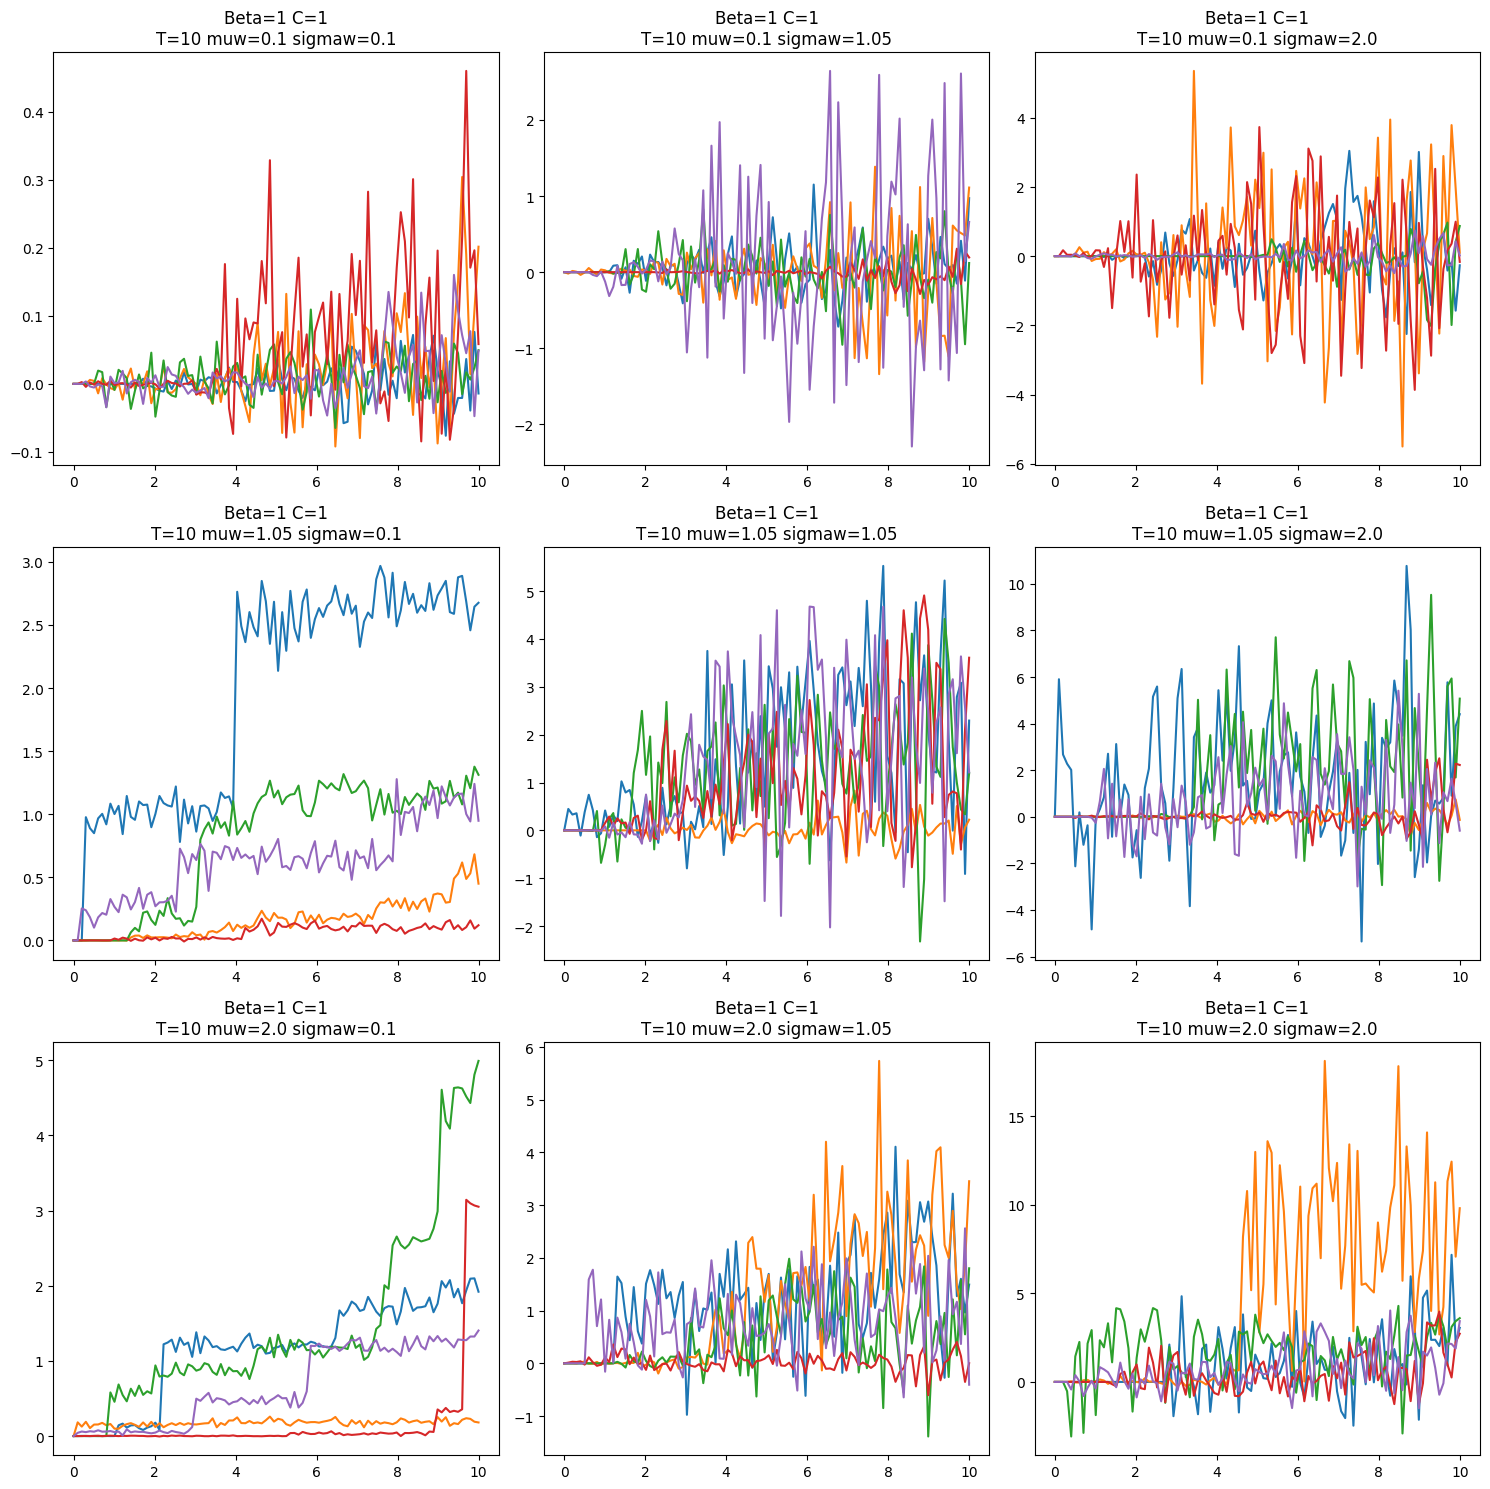 Beta=1 C=1
T=10 muw=0.1 sigmaw=0.1
0.4
0.3
0.2
0.1
0.0
−0.1
0 2 4 6 8 10
Beta=1 C=1
T=10 muw=0.1 sigmaw=1.05
2
1
0
−1
−2
0 2 4 6 8 10
Beta=1 C=1
T=10 muw=0.1 sigmaw=2.0
4
2
0
−2
−4
−6
0 2 4 6 8 10
Beta=1 C=1
T=10 muw=1.05 sigmaw=0.1
3.0
2.5
2.0
1.5
1.0
0.5
0.0
0 2 4 6 8 10
Beta=1 C=1
T=10 muw=1.05 sigmaw=1.05
5
4
3
2
1
0
−1
−2
0 2 4 6 8 10
Beta=1 C=1
T=10 muw=1.05 sigmaw=2.0
10
8
6
4
2
0
−2
−4
−6
0 2 4 6 8 10
Beta=1 C=1
T=10 muw=2.0 sigmaw=0.1
5
4
3
2
1
0
0 2 4 6 8 10
Beta=1 C=1
T=10 muw=2.0 sigmaw=1.05
6
5
4
3
2
1
0
−1
0 2 4 6 8 10
Beta=1 C=1
T=10 muw=2.0 sigmaw=2.0
15
10
5
0
0 2 4 6 8 10